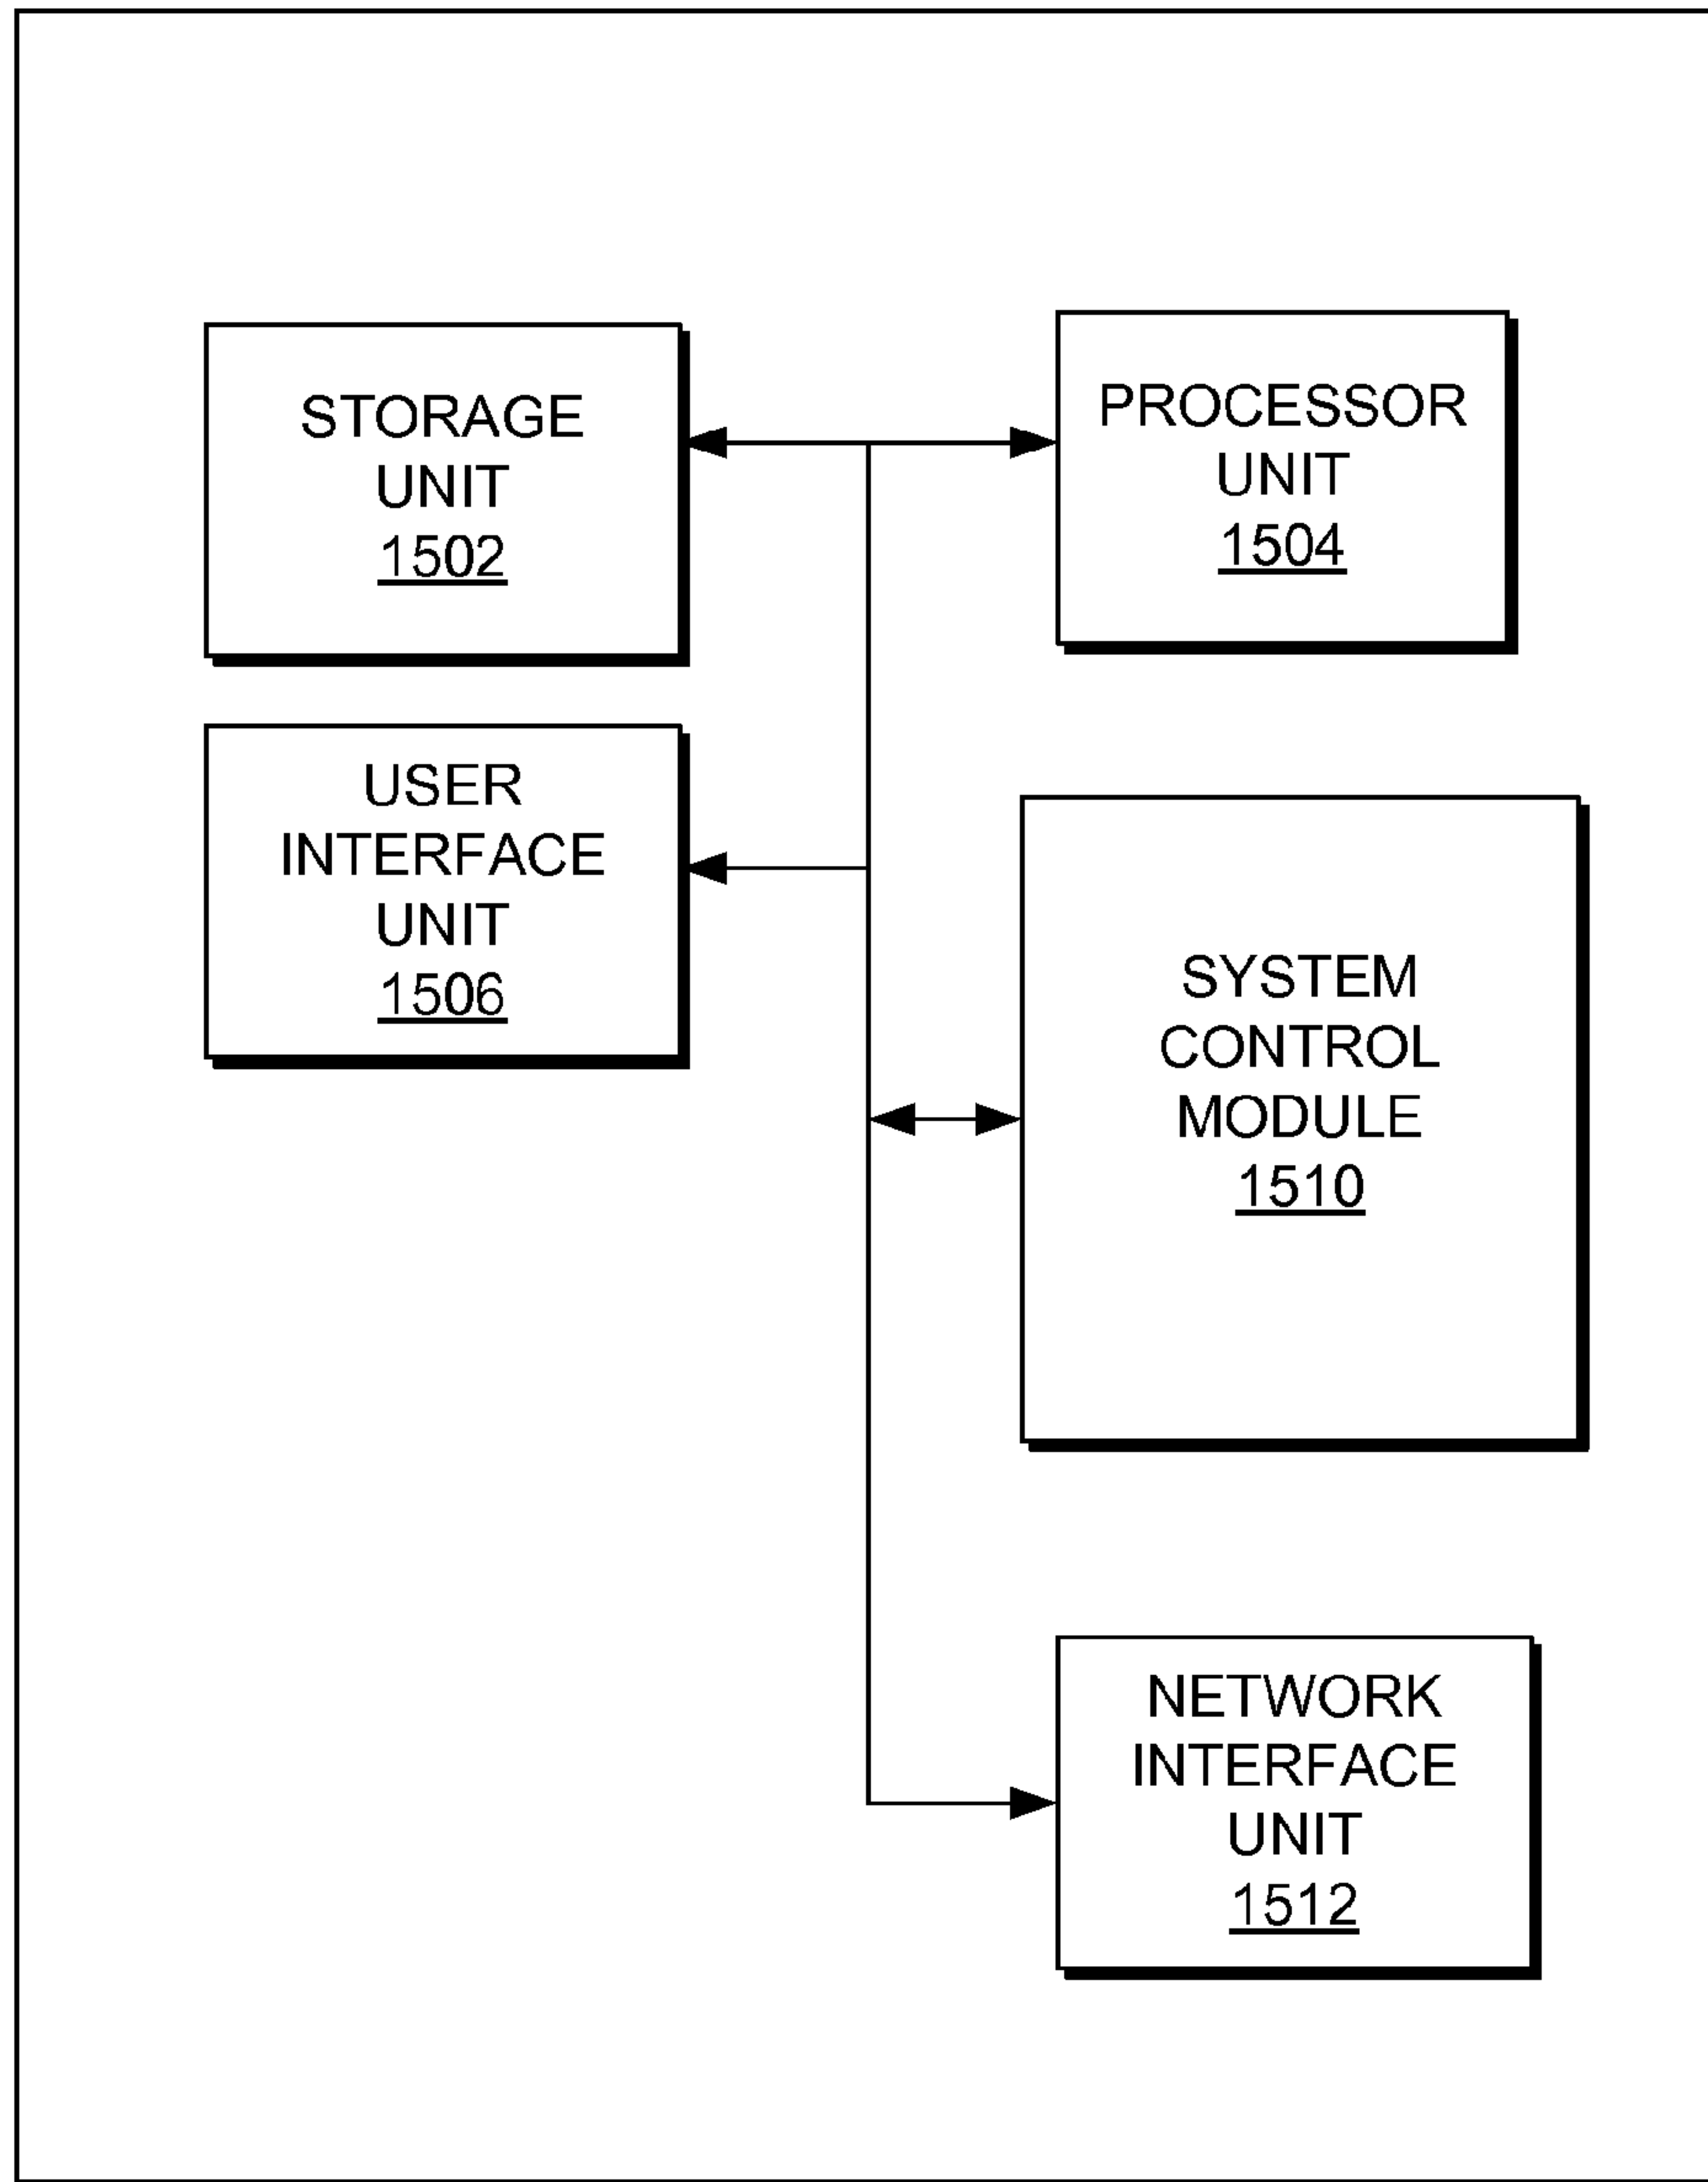 STORAGE
UNIT
1502
PROCESSOR
UNIT
1504
USER
INTERFACE
UNIT
1506
SYSTEM
CONTROL
MODULE
1510
NETWORK
INTERFACE
UNIT
1512